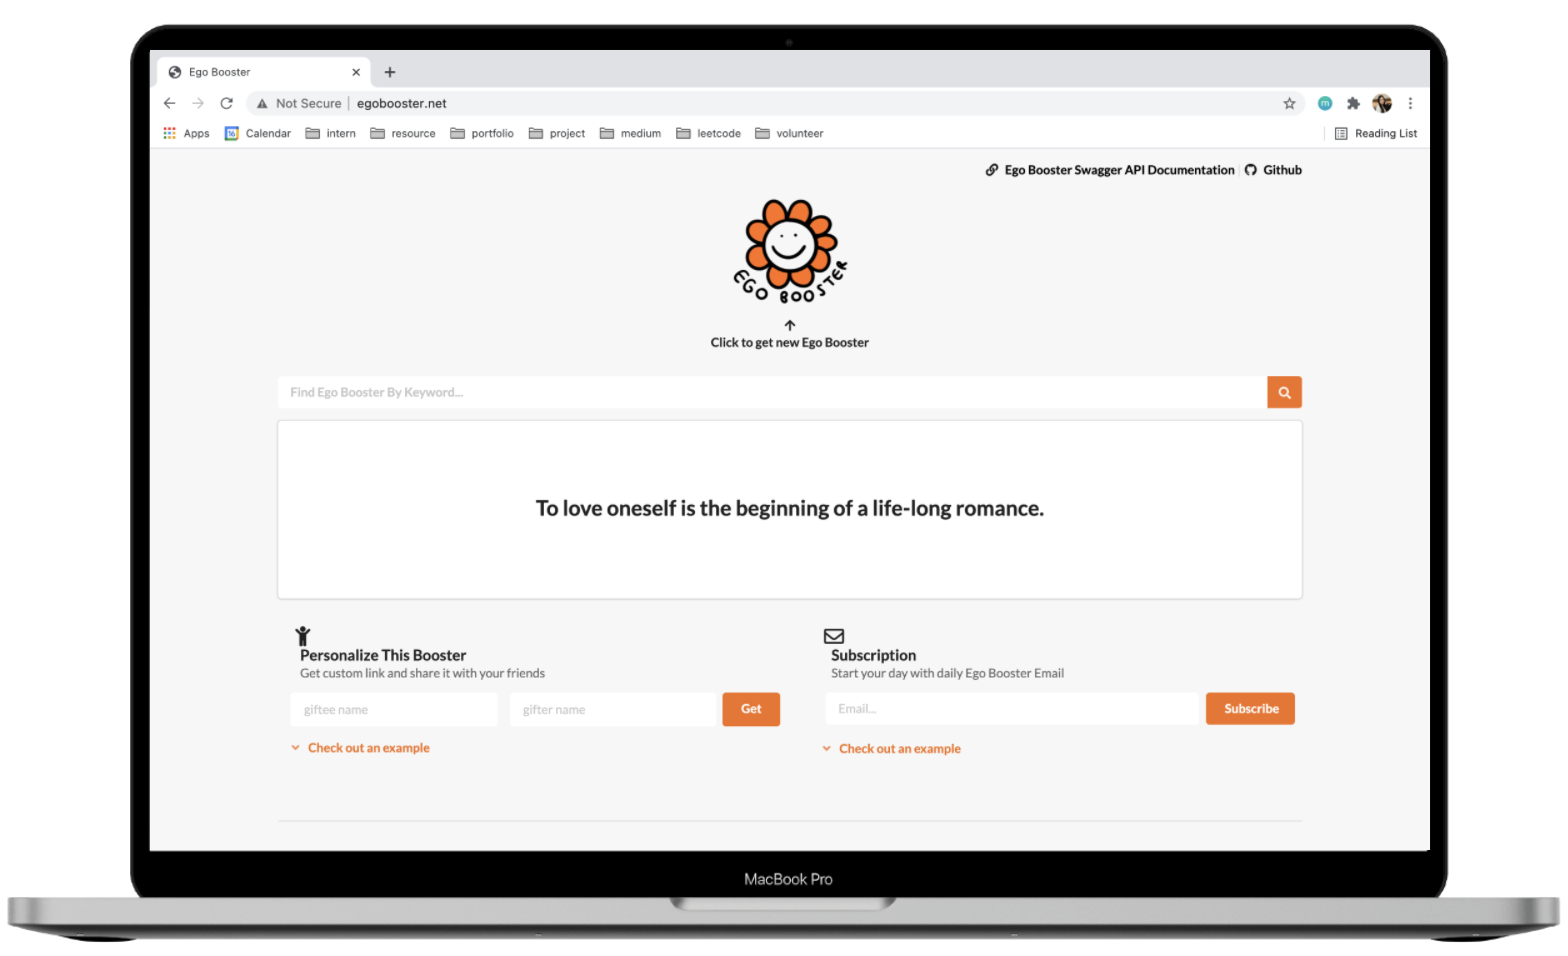 Ego Booster
Not Secure | egobooster.net
Apps 16 Calendar intern resource portfolio project medium leetcode volunteer Reading List
Ego Booster Swagger API Documentation Github
EGO BOOSTER
Click to get new Ego Booster
Find Ego Booster By Keyword...
To love oneself is the beginning of a life-long romance.
Personalize This Booster
Get custom link and share it with your friends
giftee name gifter name Get
Check out an example
Subscription
Start your day with daily Ego Booster Email
Email... Subscribe
Check out an example
MacBook Pro